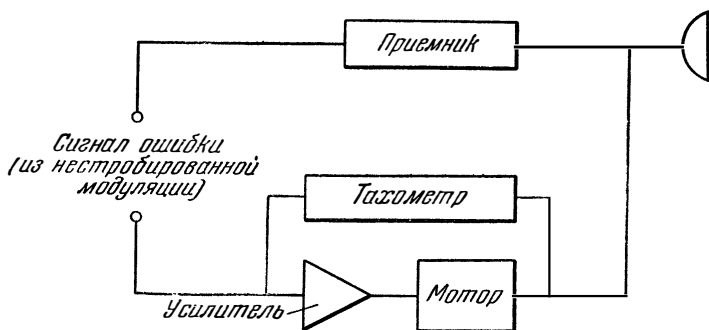 Приемник
Сигнал ошибки
(из нестробированной
модуляции)
Тахометр
Усилитель
Мотор